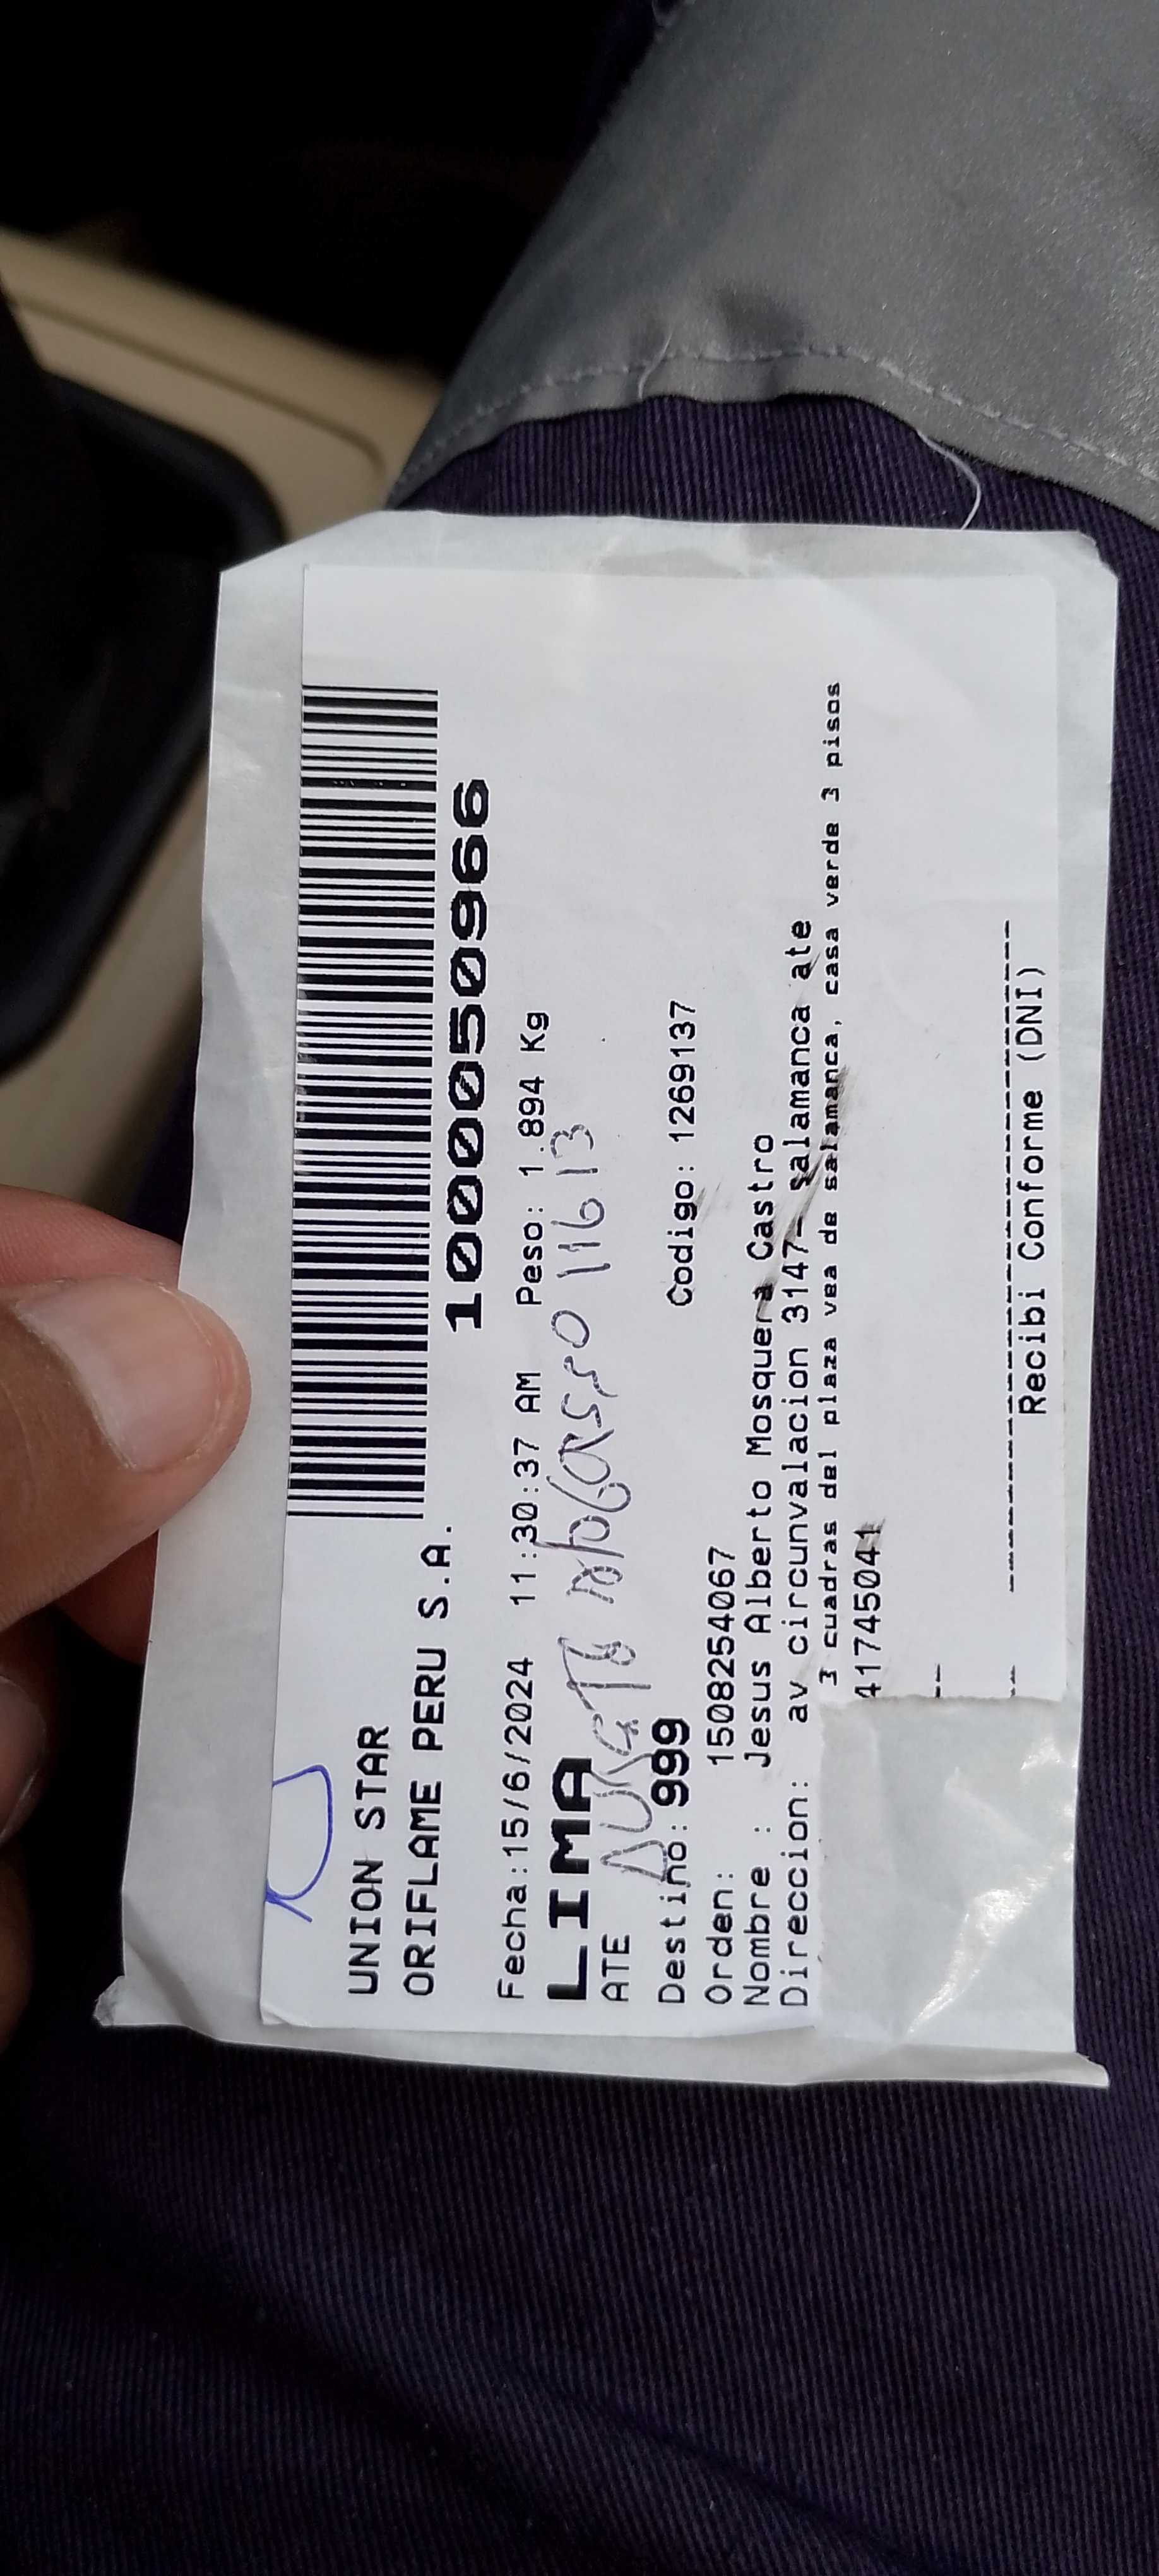 UNION STAR
ORIFLAME PERU S.A.
1000050966
Fecha:15/6/2024 11:30:37 AM Peso: 1.894 Kg
LIMA
ATE
11613
Destino: 999 Codigo: 1269137
Orden: 1508254067
Nombre : Jesus Alberto Mosquera Castro
Direccion: av circunvalacion 3147- salamanca ate
3 cuadras del plaza vea de salamanca, casa verde 3 pisos
41745041
Recibi Conforme (DNI)